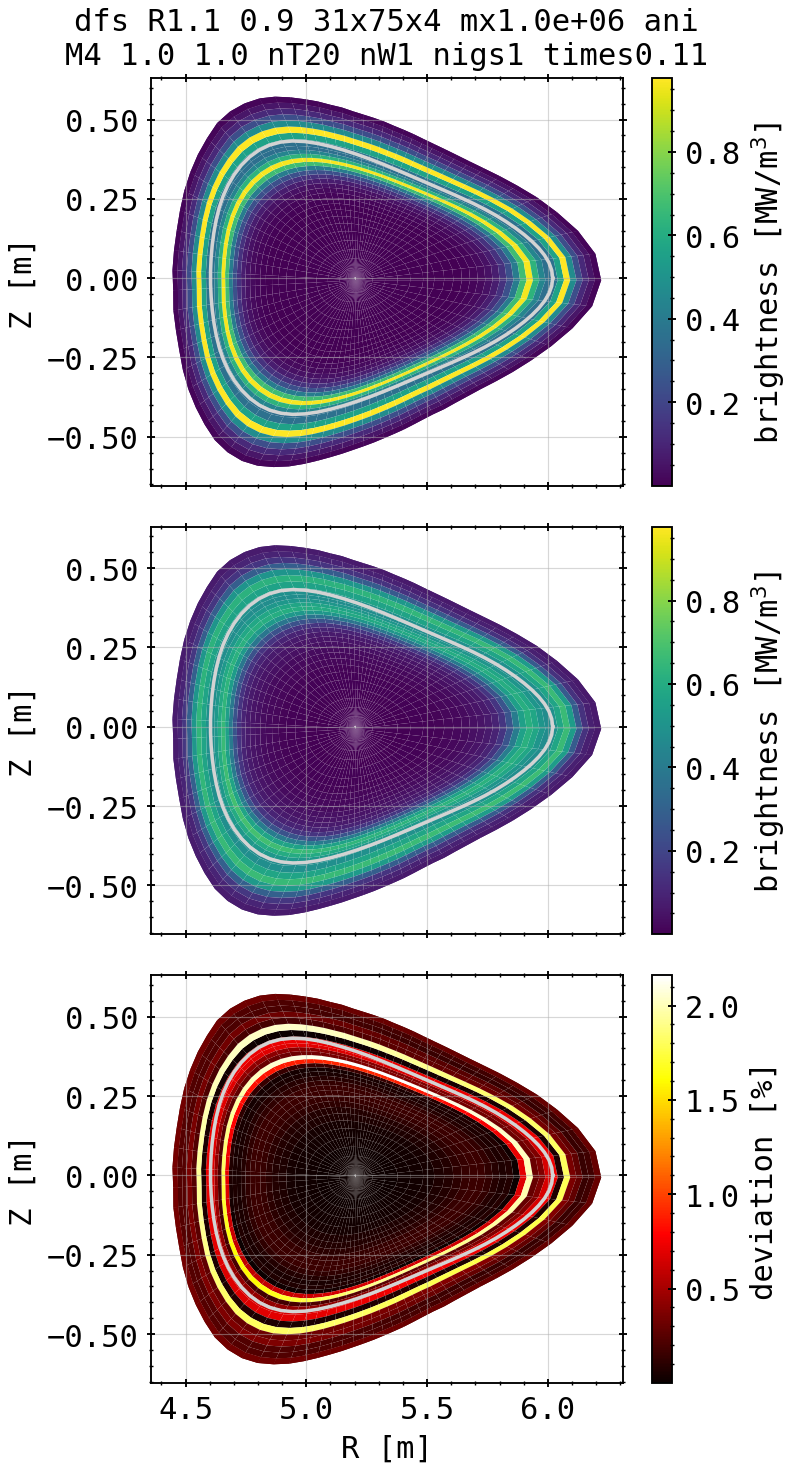 dfs R1.1 0.9 31x75x4 mx1.0e+06 ani
M4 1.0 1.0 nT20 nW1 nigs1 times0.11
0.50
0.25
0.00
−0.25
−0.50
Z [m]
0.8
0.6
0.4
0.2
brightness [MW/m³]
0.50
0.25
0.00
−0.25
−0.50
Z [m]
0.8
0.6
0.4
0.2
brightness [MW/m³]
0.50
0.25
0.00
−0.25
−0.50
Z [m]
2.0
1.5
1.0
0.5
deviation [%]
4.5 5.0 5.5 6.0
R [m]